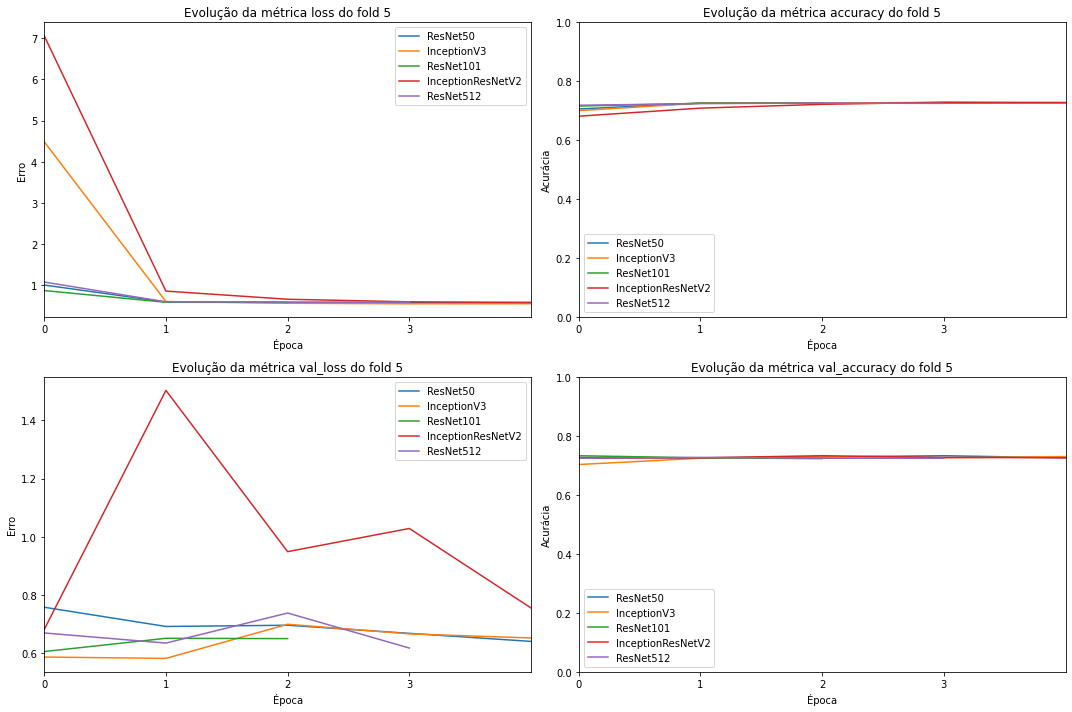 Evolução da métrica loss do fold 5
7
6
5
4
3
2
1
Erro
0
1
2
3
Época
ResNet50
InceptionV3
ResNet101
InceptionResNetV2
ResNet512
Evolução da métrica accuracy do fold 5
1.0
0.8
0.6
0.4
0.2
0.0
Acurácia
0
1
2
3
Época
ResNet50
InceptionV3
ResNet101
InceptionResNetV2
ResNet512
Evolução da métrica val_loss do fold 5
1.4
1.2
1.0
0.8
0.6
Erro
0
1
2
3
Época
ResNet50
InceptionV3
ResNet101
InceptionResNetV2
ResNet512
Evolução da métrica val_accuracy do fold 5
1.0
0.8
0.6
0.4
0.2
0.0
Acurácia
0
1
2
3
Época
ResNet50
InceptionV3
ResNet101
InceptionResNetV2
ResNet512